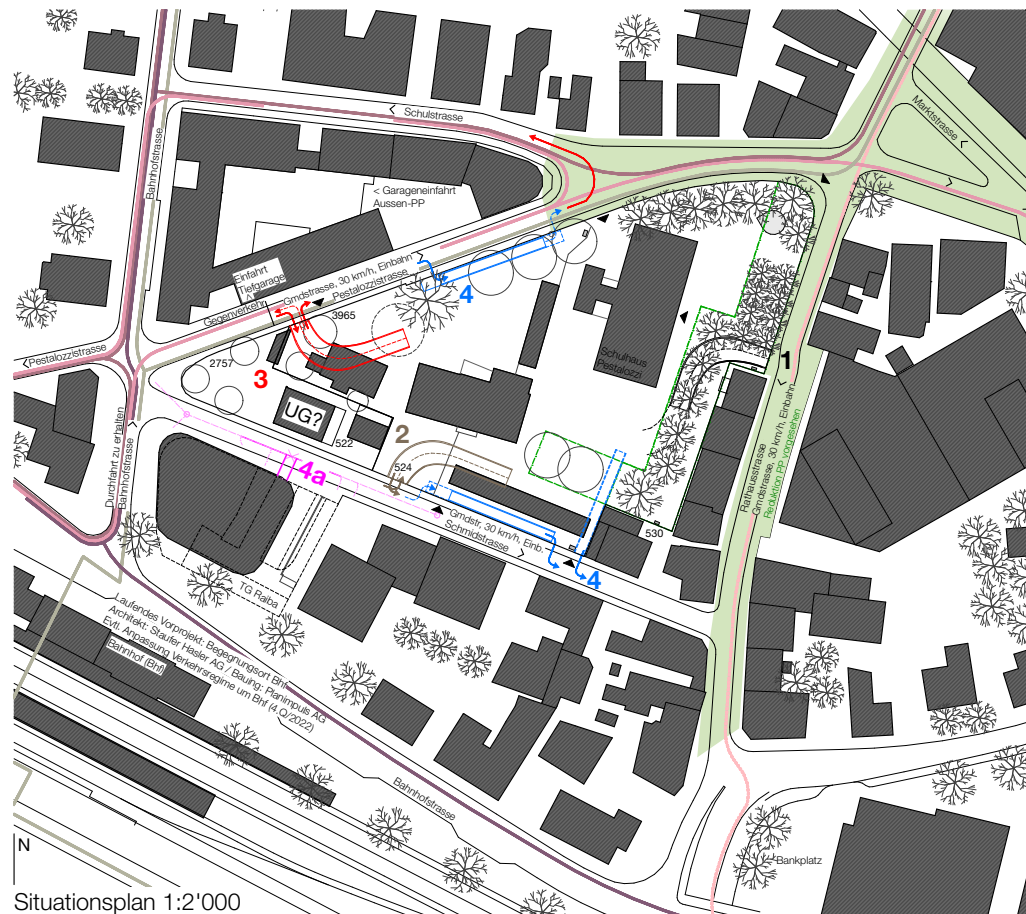 Schulstrasse
Marktstrasse
Bahnhofstrasse
< Garageneinfahrt
Aussen-PP
Einfahrt
Tiefgarage
Gegenverkehr
Gmdstrasse, 30 km/h, Einbahn
Pestalozzistrasse
4
3965
Pestalozzistrasse
2757
3
Schulhaus
Pestalozzi
1
UG?
522
2
524
4a
Durchfahrt zu erhalten
Bahnhofstrasse
Rathausstrasse
Gmdstrasse, 30 km/h, Einbahn
Reduktion PP vorgesehen
Gmdstr, 30 km/h, Einb.
Schmidstrasse
530
4
TG Raiba
Laufendes Vorprojekt: Begegnungsort Bhf
Architekt: Staufer Hasler AG / Bauing: Planimpuls AG
Evtl. Anpassung Verkehrsregime um Bhf (4.Q/2022)
Bahnhof (Bhf)
Bahnhofstrasse
Bankplatz
N
Situationsplan 1:2'000